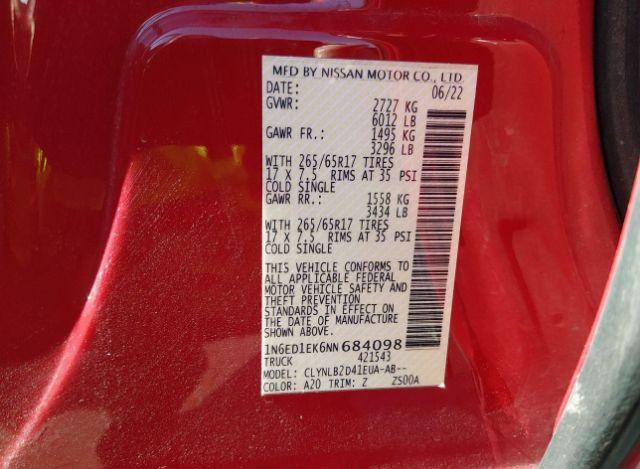 MFD BY NISSAN MOTOR CO., LTD.
DATE: 06/22
GVWR: 2727 KG
6012 LB
GAWR FR.: 1495 KG
3296 LB
WITH 265/65R17 TIRES
17 X 7.5 RIMS AT 35 PSI
COLD SINGLE
GAWR RR.: 1558 KG
3434 LB
WITH 265/65R17 TIRES
17 X 7.5 RIMS AT 35 PSI
COLD SINGLE
THIS VEHICLE CONFORMS TO
ALL APPLICABLE FEDERAL
MOTOR VEHICLE SAFETY AND
THEFT PREVENTION
STANDARDS IN EFFECT ON
THE DATE OF MANUFACTURE
SHOWN ABOVE.
1N6ED1EK6NN684098
TRUCK 421543
MODEL: CLYNLB2D41EUA-AB--
COLOR: A20 TRIM: Z ZS00A